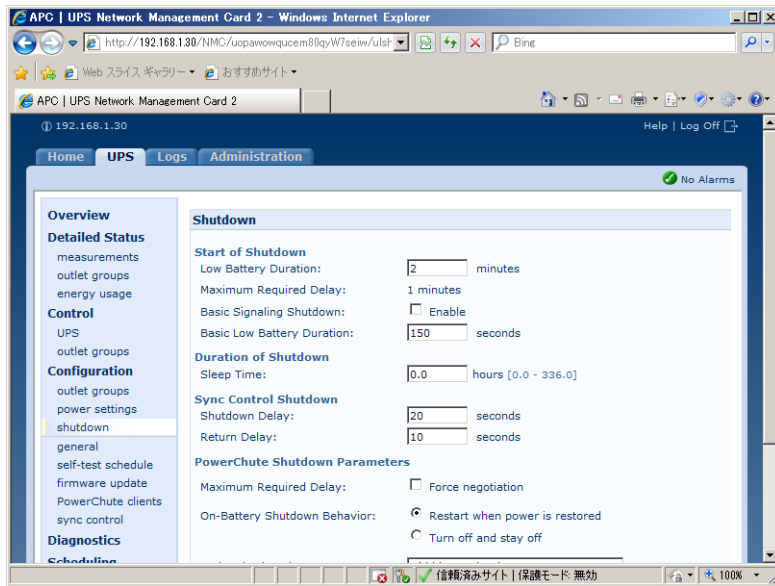 APC | UPS Network Management Card 2 - Windows Internet Explorer
http://192.168.1.30/NMC/uopawowqucem80qyW7seiw/ulsh
Bing
Web スライス ギャラリー
おすすめサイト
APC | UPS Network Management Card 2
192.168.1.30
Help | Log Off
Home UPS Logs Administration
No Alarms
Overview
Detailed Status
measurements
outlet groups
energy usage
Control
UPS
outlet groups
Configuration
outlet groups
power settings
shutdown
general
self-test schedule
firmware update
PowerChute clients
sync control
Diagnostics
Scheduling
Shutdown
Start of Shutdown
Low Battery Duration: 2 minutes
Maximum Required Delay: 1 minutes
Basic Signaling Shutdown: Enable
Basic Low Battery Duration: 150 seconds
Duration of Shutdown
Sleep Time: 0.0 hours [0.0 - 336.0]
Sync Control Shutdown
Shutdown Delay: 20 seconds
Return Delay: 10 seconds
PowerChute Shutdown Parameters
Maximum Required Delay: Force negotiation
On-Battery Shutdown Behavior: Restart when power is restored
Turn off and stay off
信頼済みサイト | 保護モード: 無効
100%